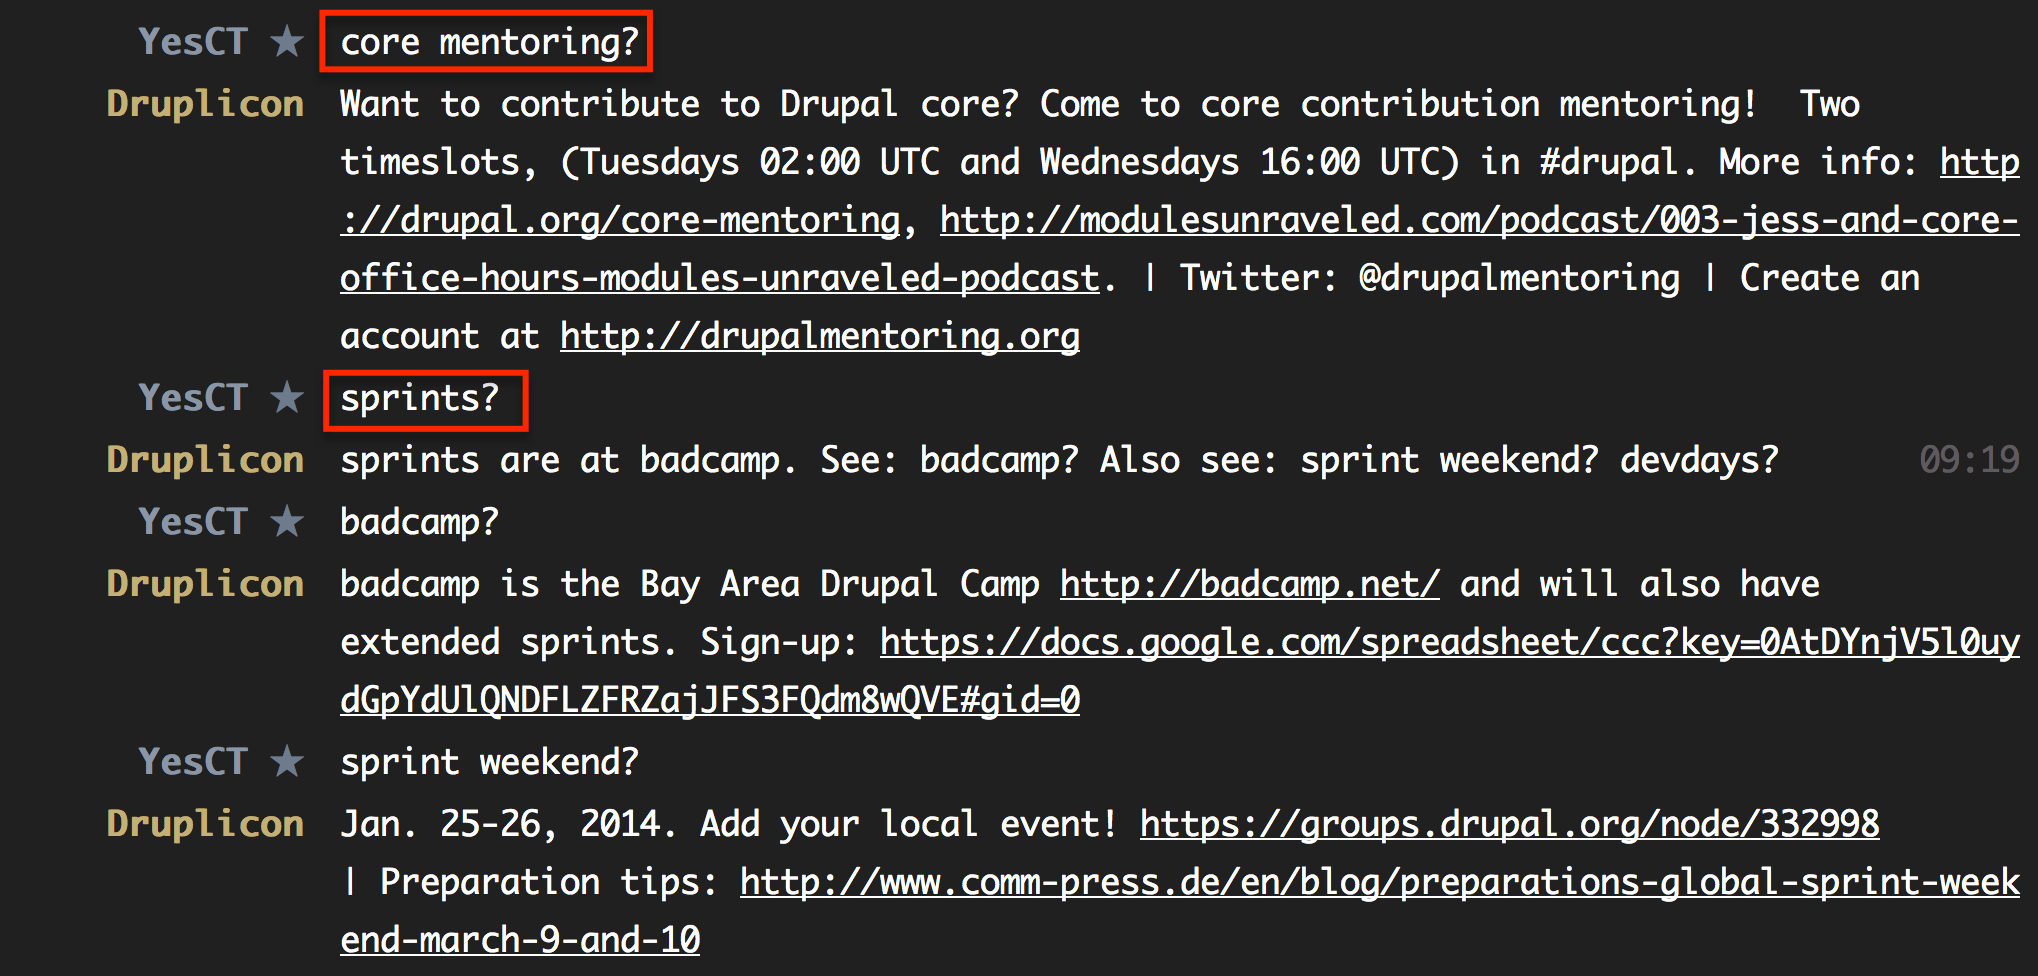 YesCT ★ core mentoring?
Druplicon Want to contribute to Drupal core? Come to core contribution mentoring!  Two
timeslots, (Tuesdays 02:00 UTC and Wednesdays 16:00 UTC) in #drupal. More info: http
://drupal.org/core-mentoring, http://modulesunraveled.com/podcast/003-jess-and-core-
office-hours-modules-unraveled-podcast. | Twitter: @drupalmentoring | Create an
account at http://drupalmentoring.org
YesCT ★ sprints?
Druplicon sprints are at badcamp. See: badcamp? Also see: sprint weekend? devdays? 09:19
YesCT ★ badcamp?
Druplicon badcamp is the Bay Area Drupal Camp http://badcamp.net/ and will also have
extended sprints. Sign-up: https://docs.google.com/spreadsheet/ccc?key=0AtDYnjV5l0uy
dGpYdUlQNDFLZFRZajJFS3FQdm8wQVE#gid=0
YesCT ★ sprint weekend?
Druplicon Jan. 25-26, 2014. Add your local event! https://groups.drupal.org/node/332998
| Preparation tips: http://www.comm-press.de/en/blog/preparations-global-sprint-week
end-march-9-and-10